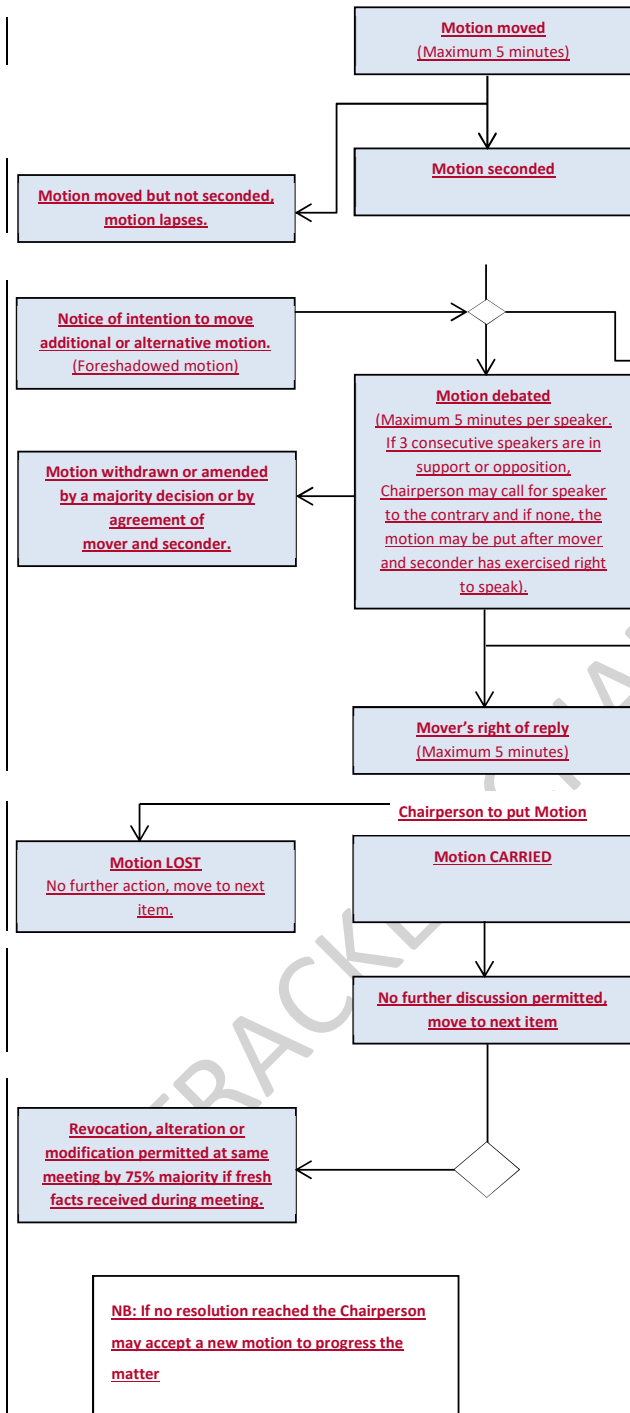 Motion moved
(Maximum 5 minutes)
Motion seconded
Motion moved but not seconded,
motion lapses.
Notice of intention to move
additional or alternative motion.
(Foreshadowed motion)
Motion debated
(Maximum 5 minutes per speaker.
If 3 consecutive speakers are in
support or opposition,
Chairperson may call for speaker
to the contrary and if none, the
motion may be put after mover
and seconder has exercised right
to speak).
Motion withdrawn or amended
by a majority decision or by
agreement of
mover and seconder.
Mover’s right of reply
(Maximum 5 minutes)
Chairperson to put Motion
Motion LOST
No further action, move to next
item.
Motion CARRIED
No further discussion permitted,
move to next item
Revocation, alteration or
modification permitted at same
meeting by 75% majority if fresh
facts received during meeting.
NB: If no resolution reached the Chairperson
may accept a new motion to progress the
matter